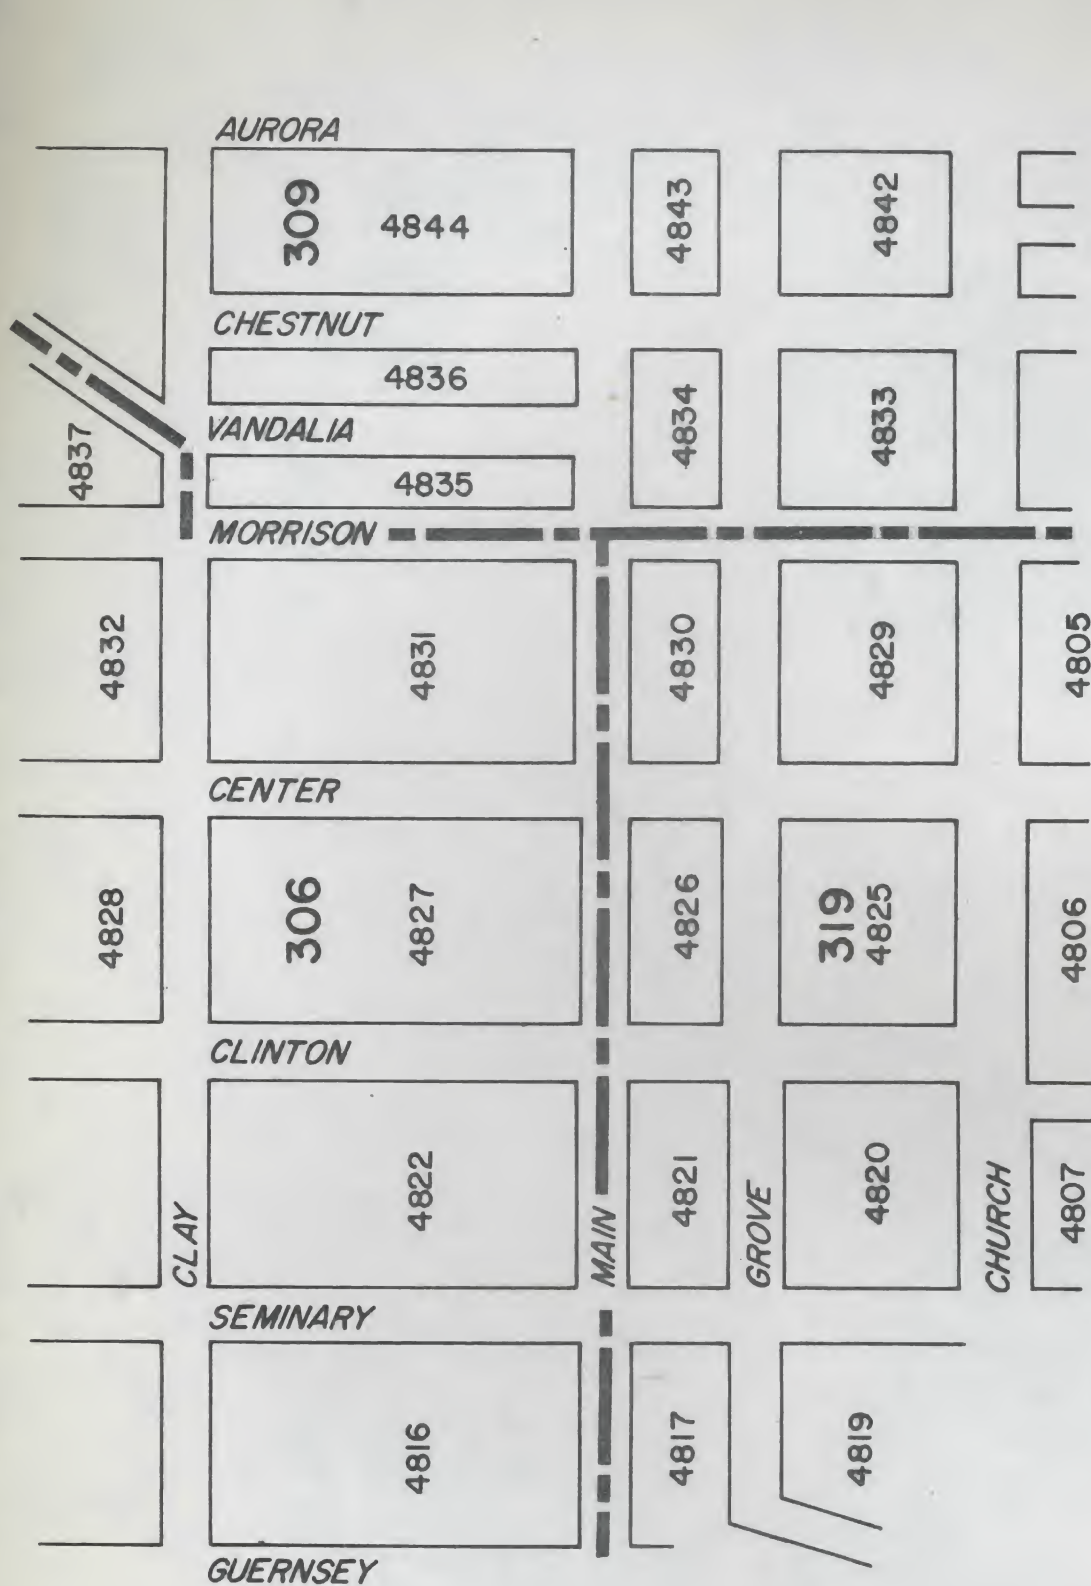 AURORA
309
4844
4843
4842
CHESTNUT
4836
4834
4833
4837
VANDALIA
4835
MORRISON
4832
4831
4830
4829
4805
CENTER
4828
306
4827
4826
319
4825
4806
CLINTON
4822
4821
4820
4807
CLAY
MAIN
GROVE
CHURCH
SEMINARY
4816
4817
4819
GUERNSEY